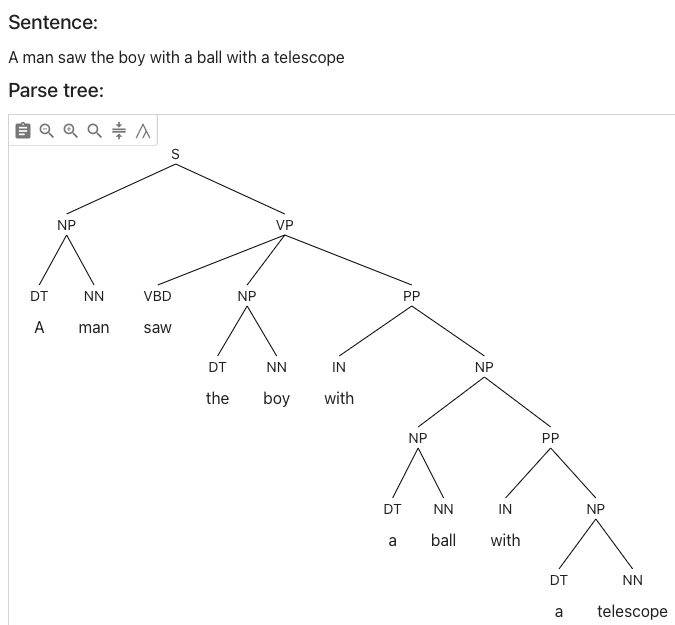 Sentence:
A man saw the boy with a ball with a telescope
Parse tree:
S
NP VP
DT NN VBD NP PP
A man saw
DT NN IN NP
the boy with
NP PP
DT NN IN NP
a ball with
DT NN
a telescope